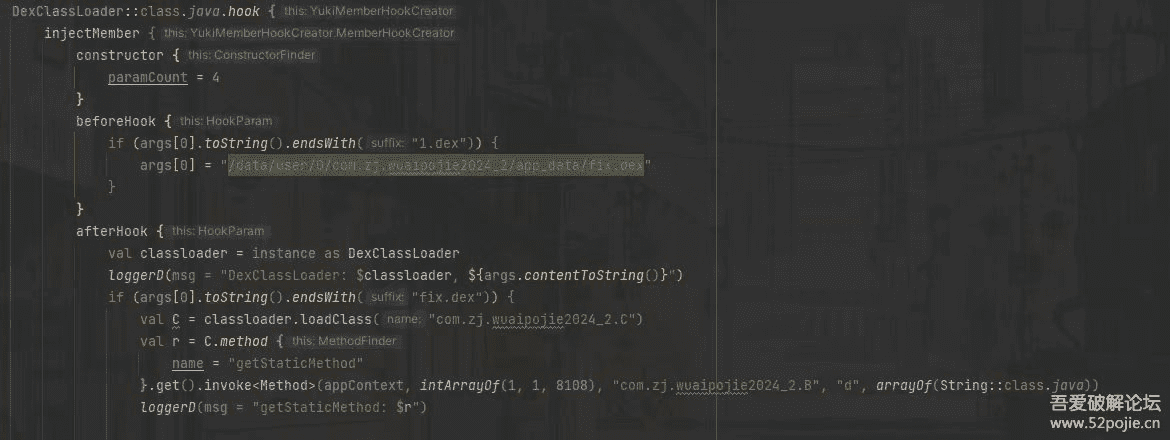 DexClassLoader::class.java.hook { this: YukiMemberHookCreator
injectMember { this: YukiMemberHookCreator.MemberHookCreator
constructor { this: ConstructorFinder
paramCount = 4
}
beforeHook { this: HookParam
if (args[0].toString().endsWith( suffix: "1.dex")) {
args[0] = "/data/user/0/com.zj.wuaipojie2024_2/app_data/fix.dex"
}
}
afterHook { this: HookParam
val classloader = instance as DexClassLoader
loggerD(msg = "DexClassLoader: $classloader, ${args.contentToString()}")
if (args[0].toString().endsWith( suffix: "fix.dex")) {
val C = classloader.loadClass( name: "com.zj.wuaipojie2024_2.C")
val r = C.method { this: MethodFinder
name = "getStaticMethod"
}.get().invoke<Method>(appContext, intArrayOf(1, 1, 8108), "com.zj.wuaipojie2024_2.B", "d", arrayOf(String::class.java))
loggerD(msg = "getStaticMethod: $r")
吾爱破解论坛
www.52pojie.cn